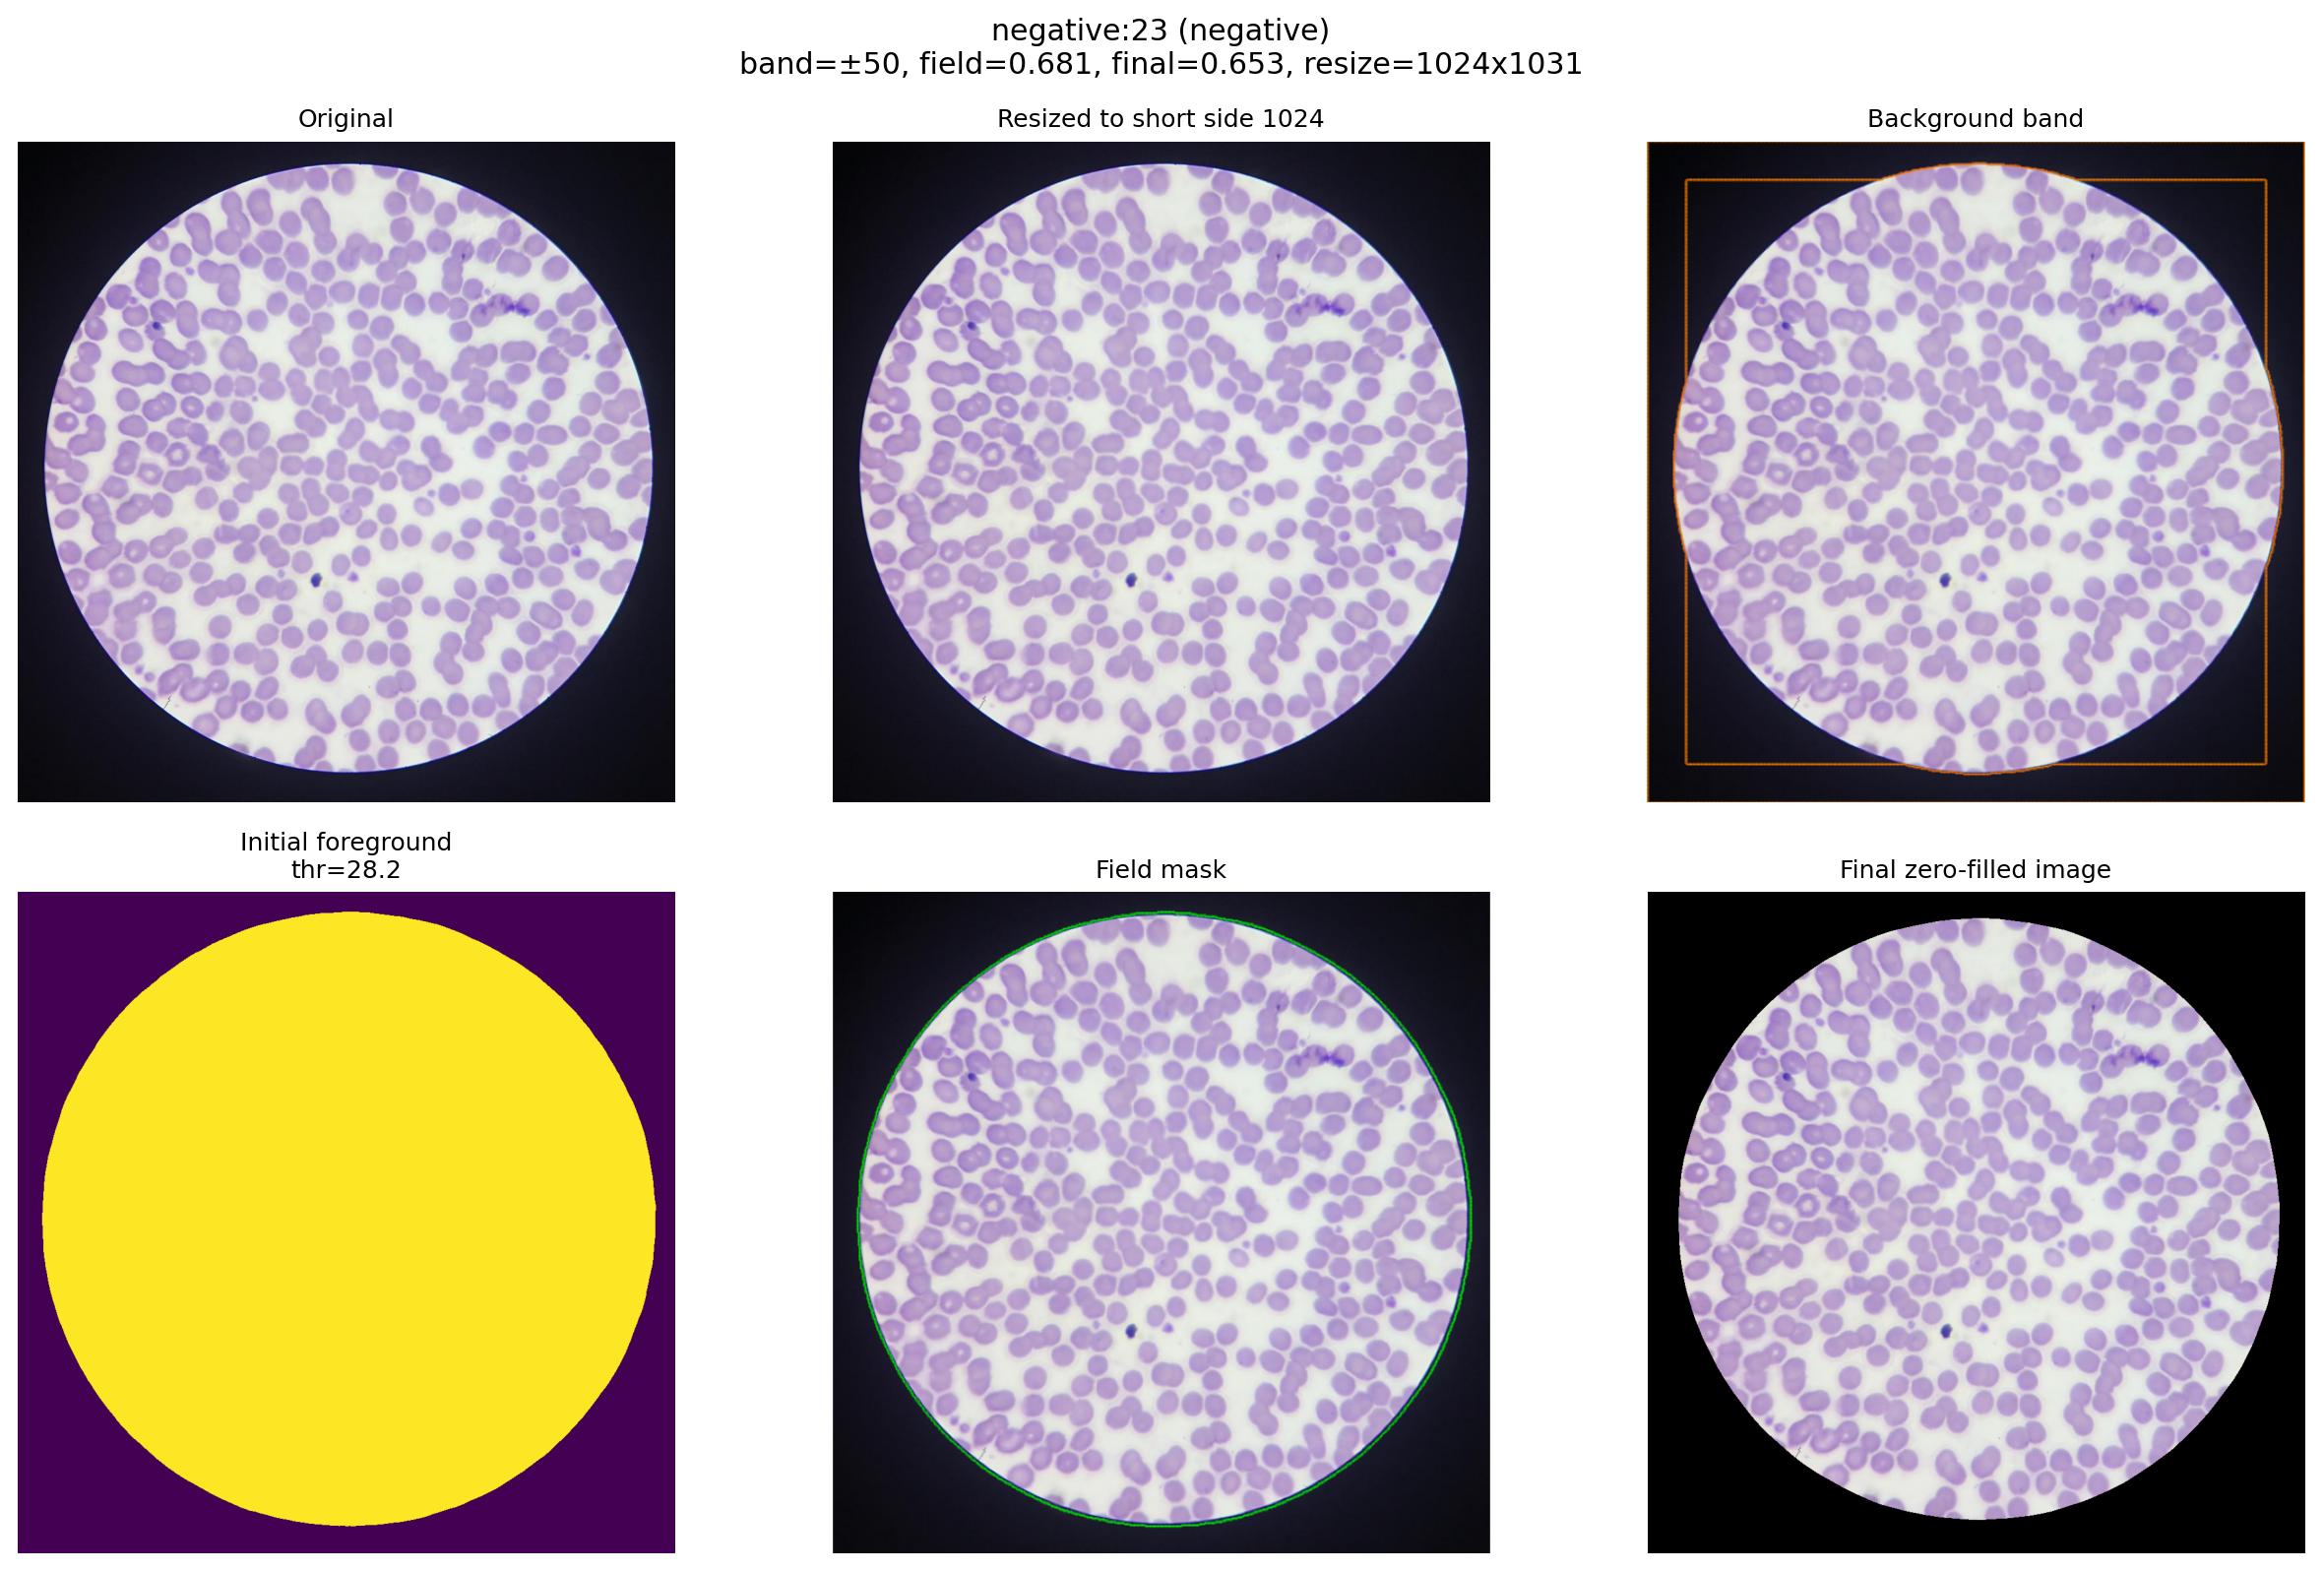 negative:23 (negative)
band=±50, field=0.681, final=0.653, resize=1024x1031
Original
Resized to short side 1024
Background band
Initial foreground
thr=28.2
Field mask
Final zero-filled image